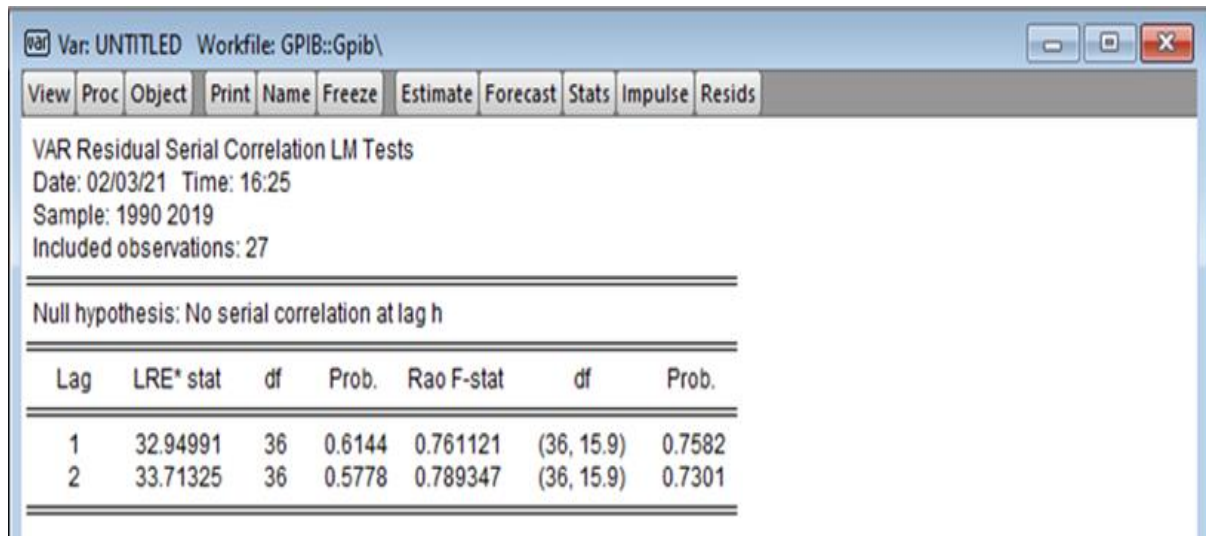 Var Var: UNTITLED Workfile: GPIB::Gpib\
View Proc Object Print Name Freeze Estimate Forecast Stats Impulse Resids
VAR Residual Serial Correlation LM Tests
Date: 02/03/21 Time: 16:25
Sample: 1990 2019
Included observations: 27
Null hypothesis: No serial correlation at lag h
Lag LRE* stat df Prob. Rao F-stat df Prob.
1 32.94991 36 0.6144 0.761121 (36, 15.9) 0.7582
2 33.71325 36 0.5778 0.789347 (36, 15.9) 0.7301